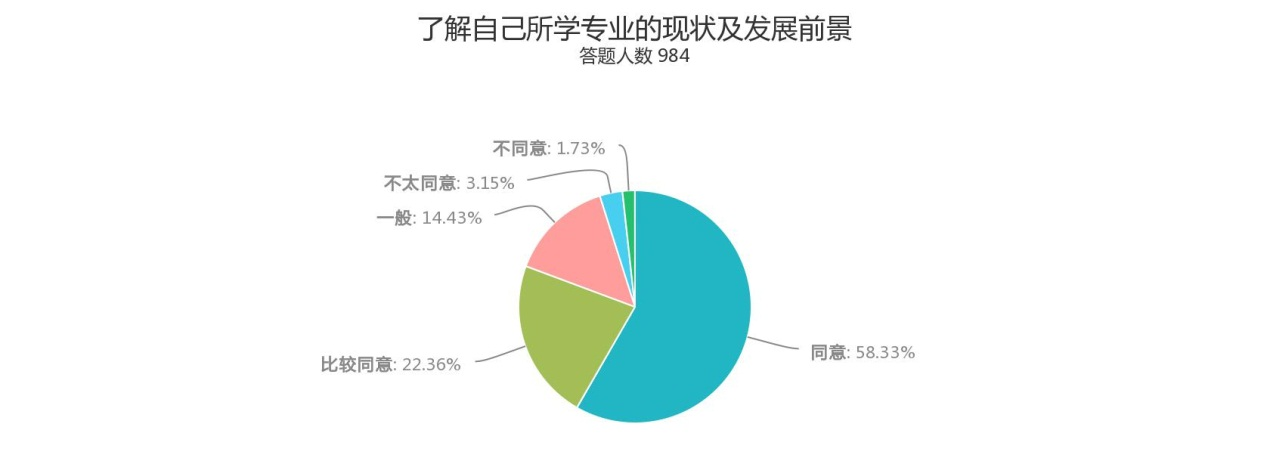 了解自己所学专业的现状及发展前景
答题人数 984
不同意: 1.73%
不太同意: 3.15%
一般: 14.43%
比较同意: 22.36%
同意: 58.33%